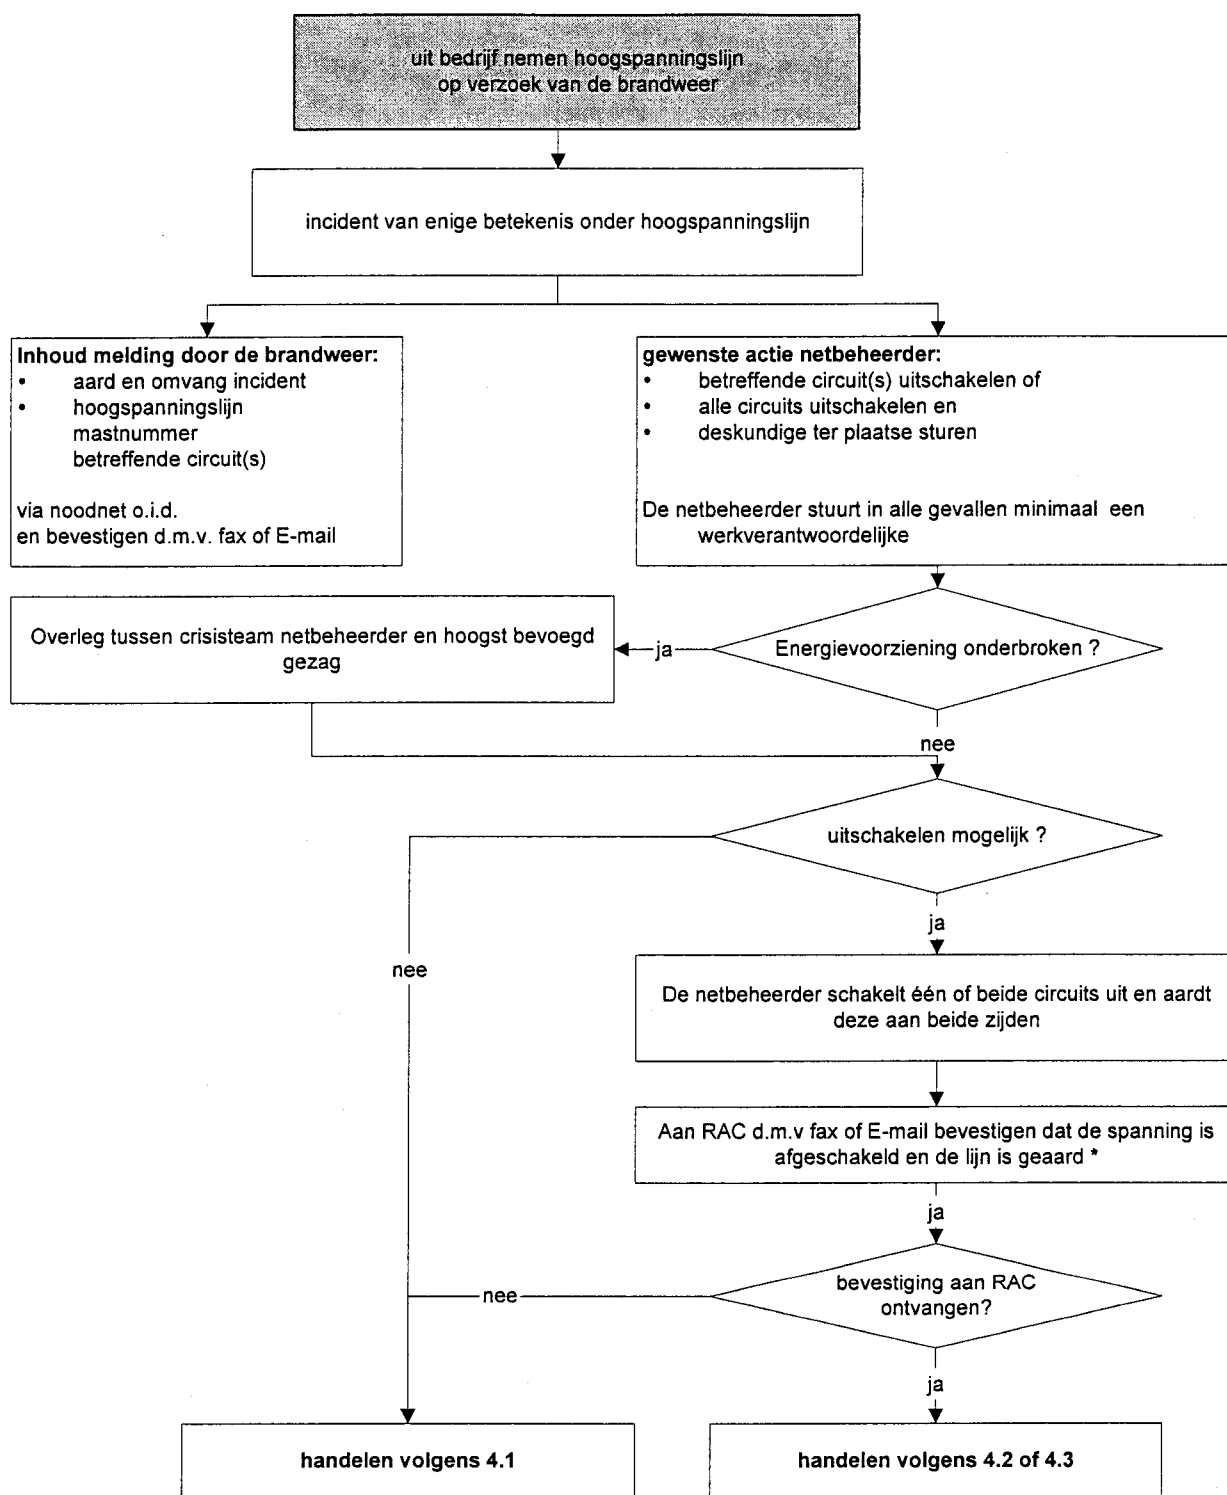 uit bedrijf nemen hoogspanningslijn
op verzoek van de brandweer
incident van enige betekenis onder hoogspanningslijn
Inhoud melding door de brandweer:
• aard en omvang incident
• hoogspanningslijn
mastnummer
betreffende circuit(s)
via noodnet o.i.d.
en bevestigen d.m.v. fax of E-mail
gewenste actie netbeheerder:
• betreffende circuit(s) uitschakelen of
• alle circuits uitschakelen en
• deskundige ter plaatse sturen
De netbeheerder stuurt in alle gevallen minimaal een
werkverantwoordelijke
Overleg tussen crisisteam netbeheerder en hoogst bevoegd
gezag
ja
Energievoorziening onderbroken ?
nee
uitschakelen mogelijk ?
ja
nee
De netbeheerder schakelt één of beide circuits uit en aardt
deze aan beide zijden
Aan RAC d.m.v fax of E-mail bevestigen dat de spanning is
afgeschakeld en de lijn is geaard *
ja
bevestiging aan RAC
ontvangen?
nee
ja
handelen volgens 4.1
handelen volgens 4.2 of 4.3